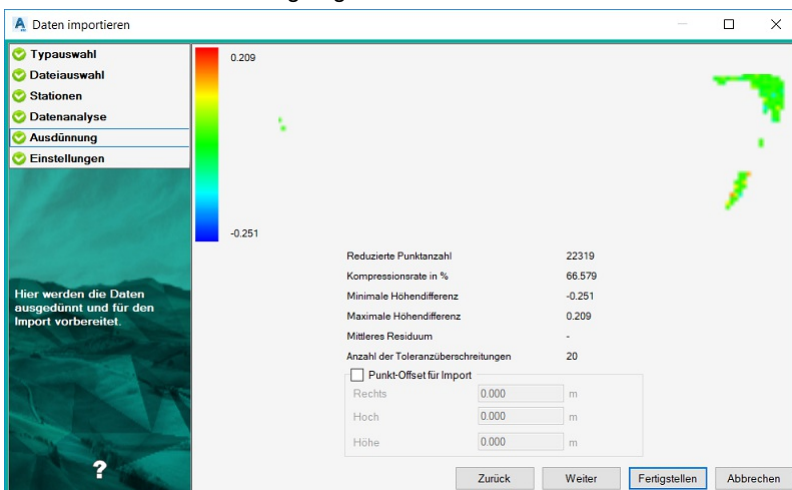 Daten importieren
Typauswahl
Dateiauswahl
Stationen
Datenanalyse
Ausdünnung
Einstellungen
Hier werden die Daten
ausgedünnt und für den
Import vorbereitet.
?
0.209
-0.251
Reduzierte Punktanzahl 22319
Kompressionsrate in % 66.579
Minimale Höhendifferenz -0.251
Maximale Höhendifferenz 0.209
Mittleres Residuum -
Anzahl der Toleranzüberschreitungen 20
Punkt-Offset für Import
Rechts 0.000 m
Hoch 0.000 m
Höhe 0.000 m
Zurück Weiter Fertigstellen Abbrechen